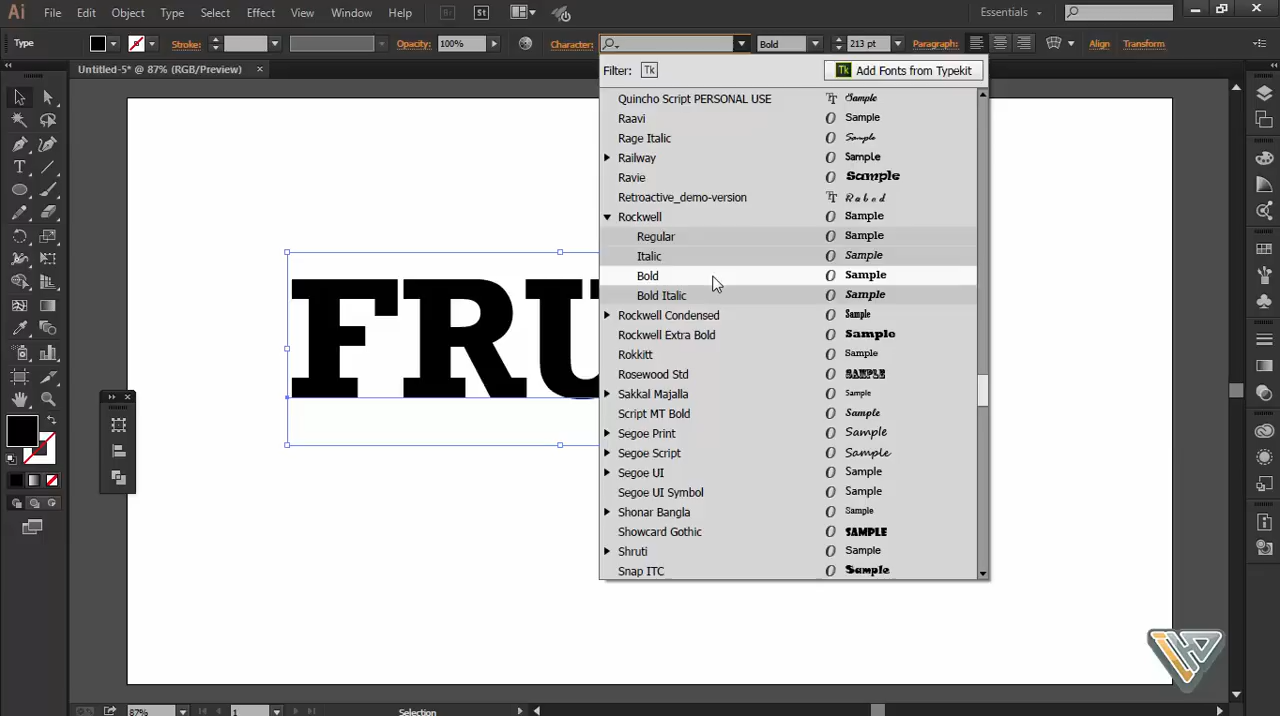 Ai File Edit Object Type Select Effect View Window Help Br St Essentials
Type Stroke: Opacity: 100% Character: Bold 213 pt Paragraph: Align Transform
Untitled-5* @ 87% (RGB/Preview) ×
Filter: Tk Tk Add Fonts from Typekit
Quincho Script PERSONAL USE Sample
Raavi Sample
Rage Italic Sample
Railway Sample
Ravie Sample
Retroactive_demo-version Rabed
Rockwell Sample
Regular Sample
Italic Sample
Bold Sample
Bold Italic Sample
Rockwell Condensed Sample
Rockwell Extra Bold Sample
Rokkitt Sample
Rosewood Std SAMPLE
Sakkal Majalla Sample
Script MT Bold Sample
Segoe Print Sample
Segoe Script Sample
Segoe UI Sample
Segoe UI Symbol Sample
Shonar Bangla Sample
Showcard Gothic SAMPLE
Shruti Sample
Snap ITC Sample
FRU
87% 1 Selection